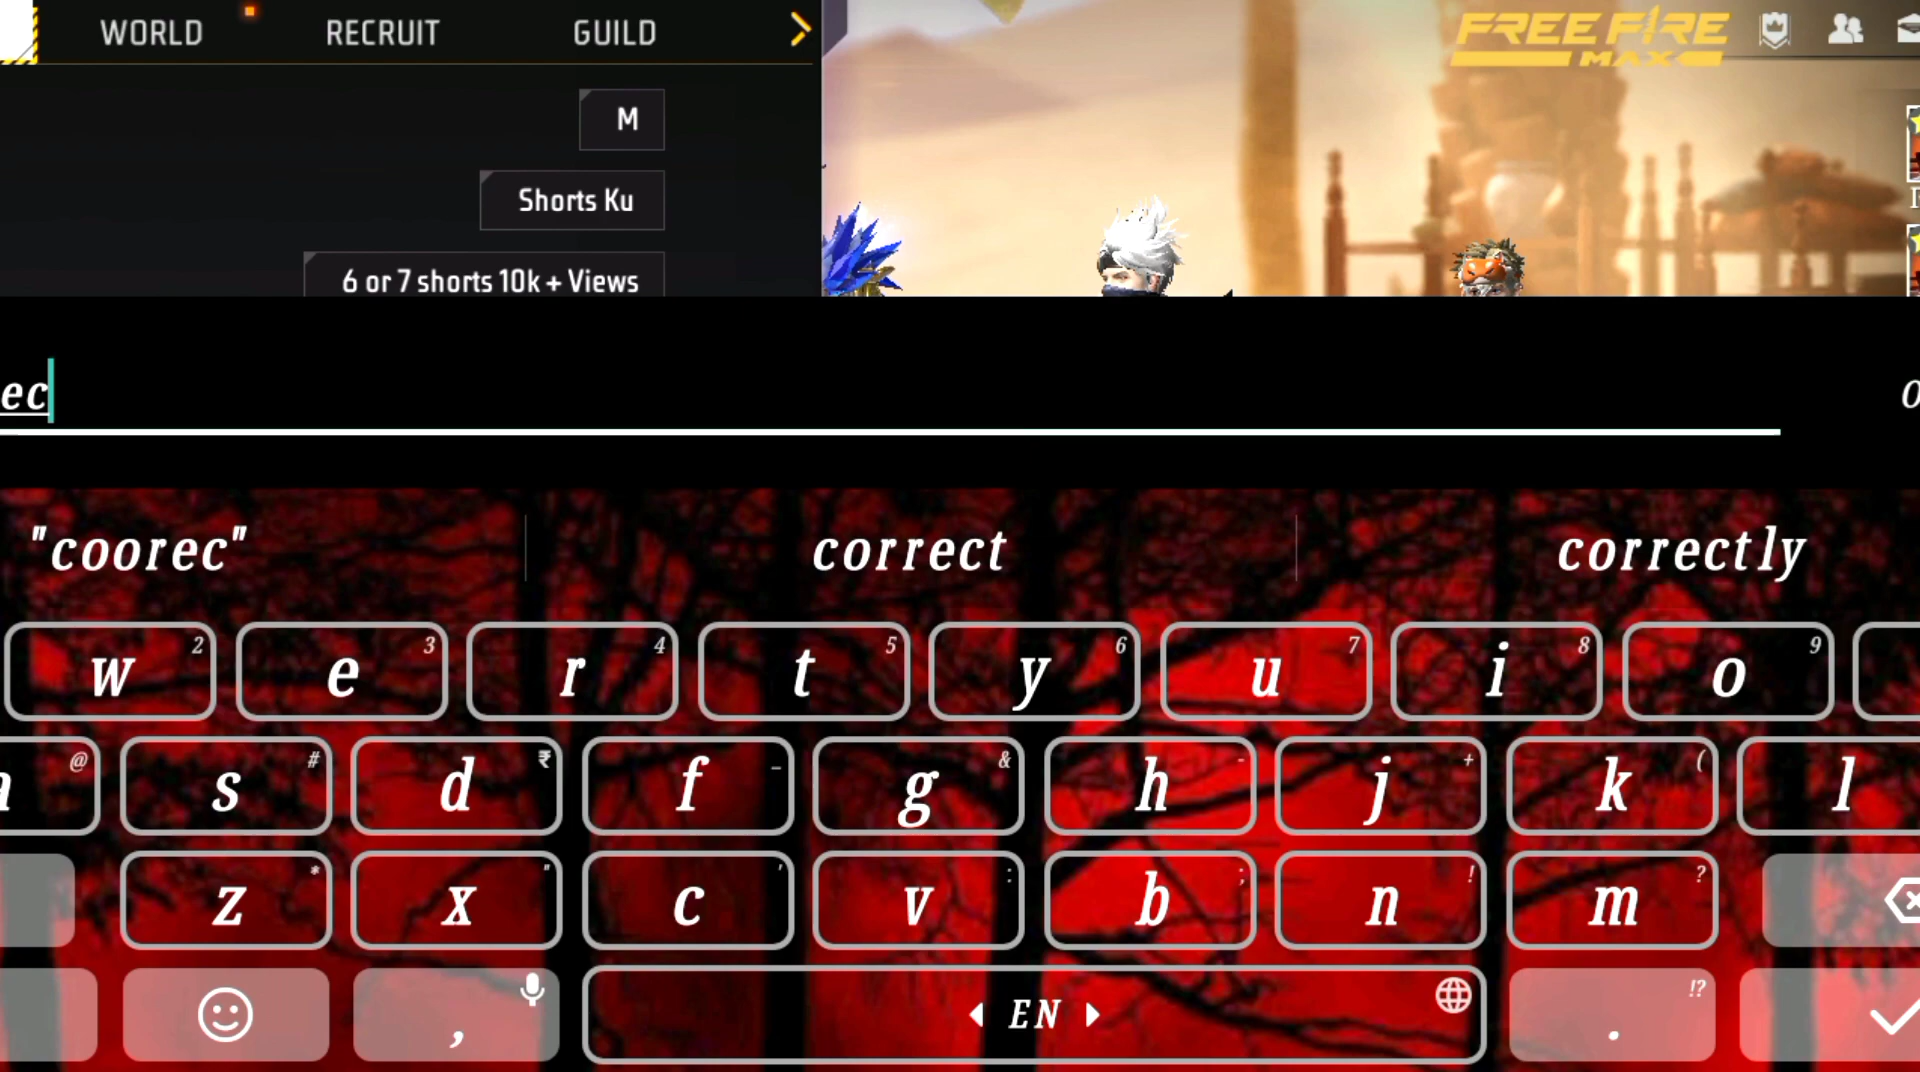 WORLD RECRUIT GUILD
FREE FIRE
MAX
M
Shorts Ku
6 or 7 shorts 10k + Views
ec
"coorec" correct correctly
2 3 4 5 6 7 8 9
w e r t y u i o
@ # ₹ _ & - + (
a s d f g h j k l
* " ' : ; ! ?
z x c v b n m
!?
, EN .